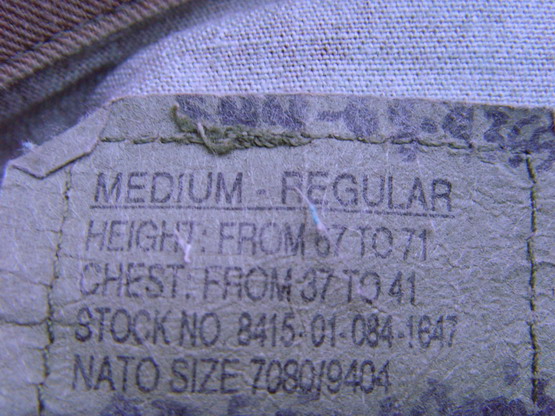 MEDIUM - REGULAR
HEIGHT: FROM 67 TO 71
CHEST: FROM 37 TO 41
STOCK NO. 8415-01-084-1647
NATO SIZE 7080/9404